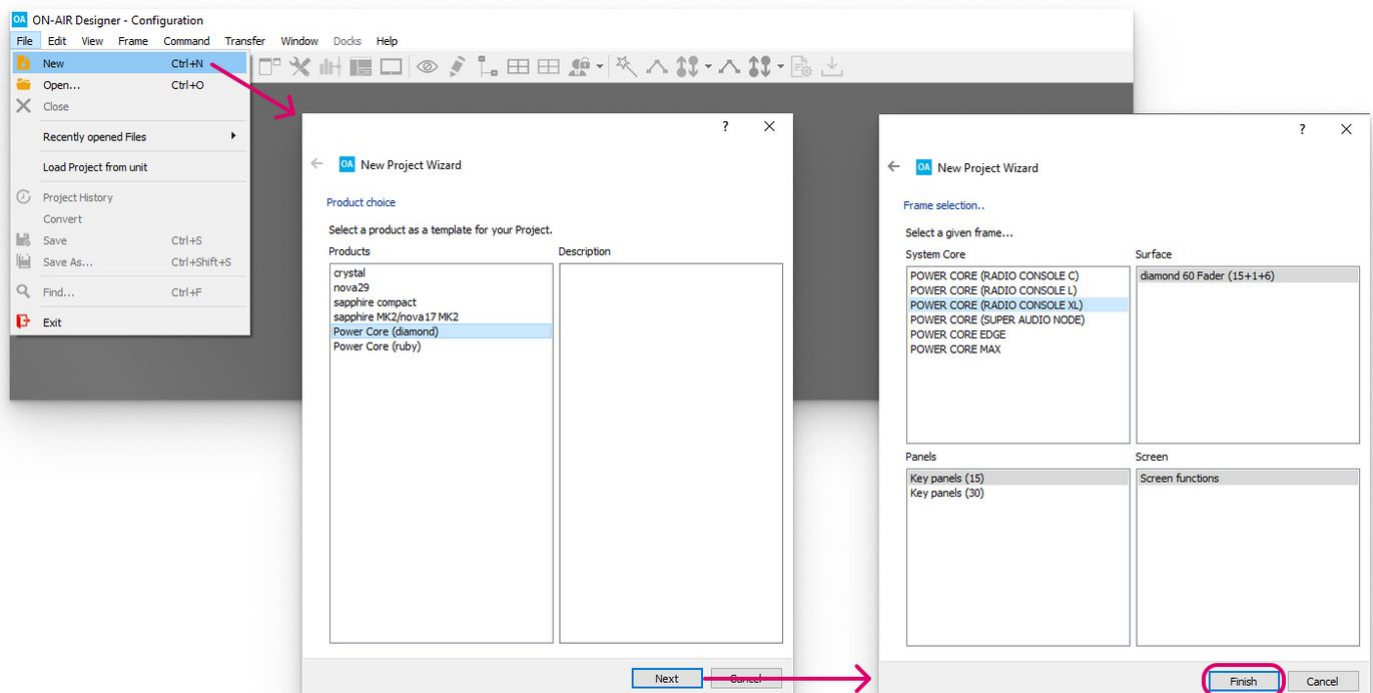 OA ON-AIR Designer - Configuration
File Edit View Frame Command Transfer Window Docks Help
New Ctrl+N
Open... Ctrl+O
Close
Recently opened Files
Load Project from unit
Project History
Convert
Save Ctrl+S
Save As... Ctrl+Shift+S
Find... Ctrl+F
Exit
?
OA New Project Wizard
Product choice
Select a product as a template for your Project.
Products Description
crystal
nova29
sapphire compact
sapphire MK2/nova17 MK2
Power Core (diamond)
Power Core (ruby)
Next Cancel
?
OA New Project Wizard
Frame selection..
Select a given frame...
System Core Surface
POWER CORE (RADIO CONSOLE C) diamond 60 Fader (15+1+6)
POWER CORE (RADIO CONSOLE L)
POWER CORE (RADIO CONSOLE XL)
POWER CORE (SUPER AUDIO NODE)
POWER CORE EDGE
POWER CORE MAX
Panels Screen
Key panels (15) Screen functions
Key panels (30)
Finish Cancel